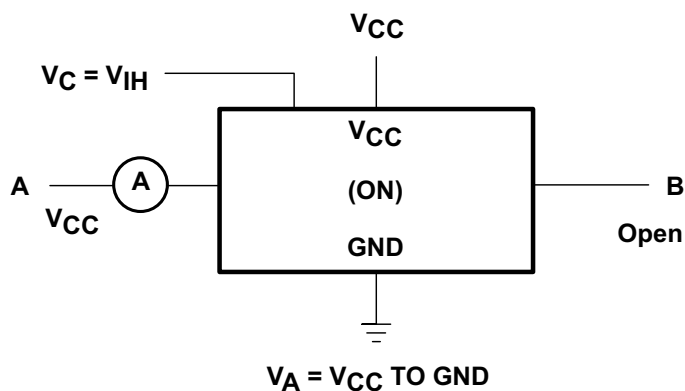 VCC
VC = VIH
VCC
A
A
VCC
(ON)
B
Open
GND
VA = VCC TO GND